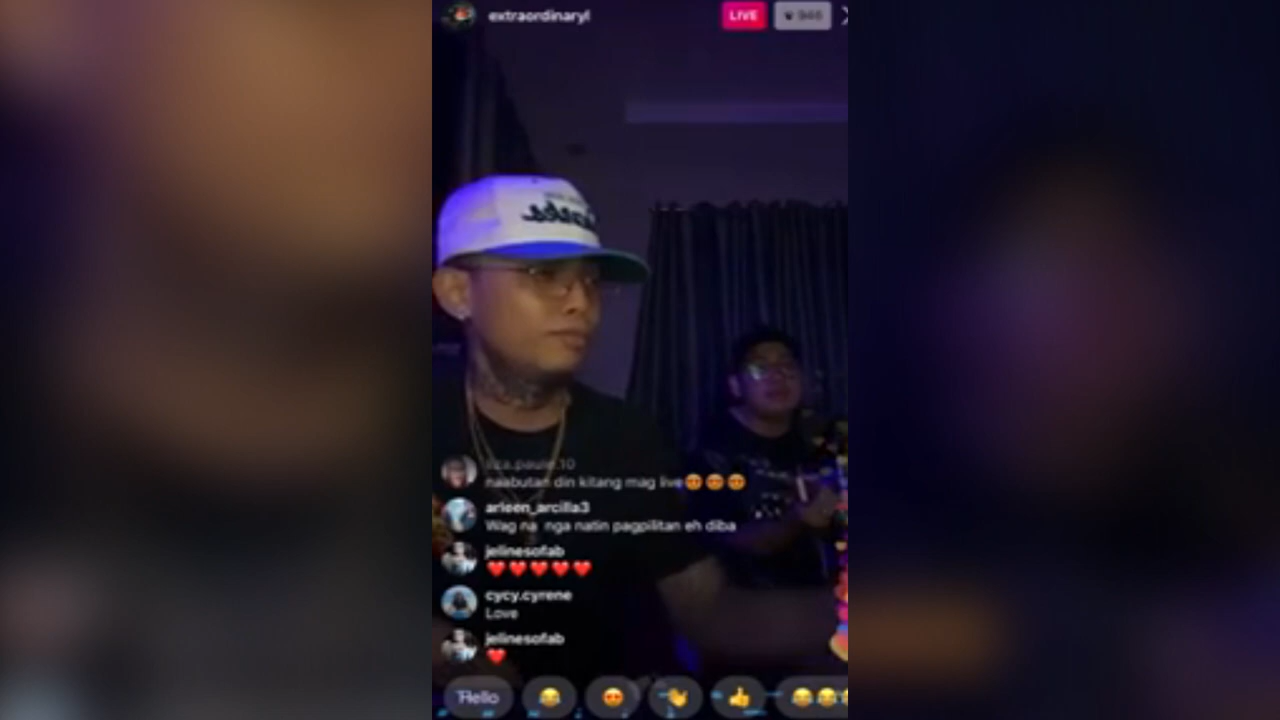 extraordinaryl
LIVE
946
naabutan din kitang mag live😍😍😍
arleen_arcilla3
Wag na nga natin pagpilitan eh diba
jelinesofab
❤️❤️❤️❤️❤️
cycy.cyrene
Love
jelinesofab
❤️
Hello 😂 😍 👏 👍 😂😂